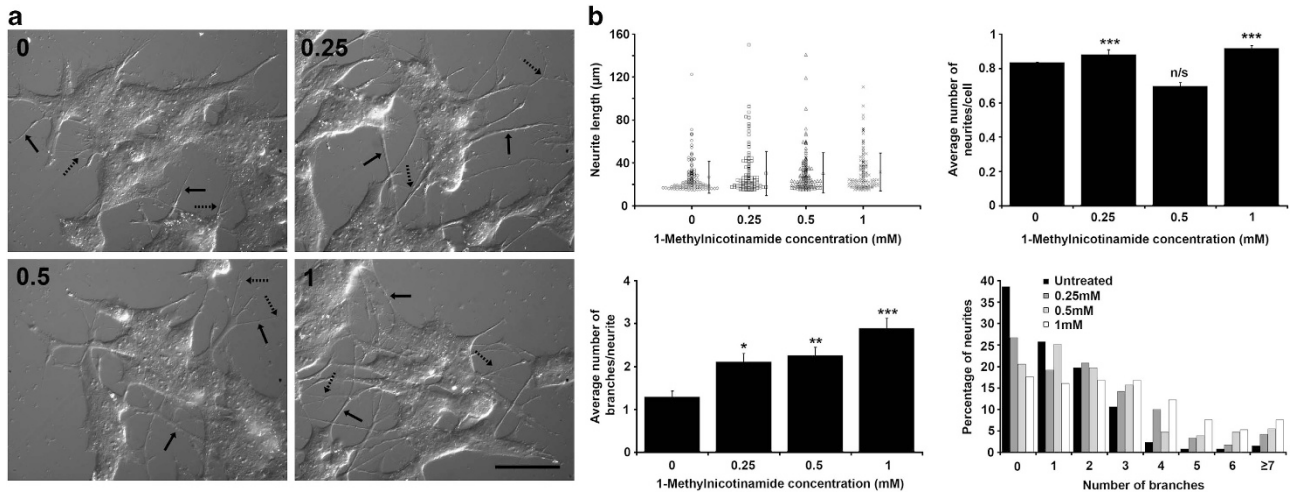 a
0
0.25
0.5
1
b
Neurite length (µm)
160
120
80
40
0
0 0.25 0.5 1
1-Methylnicotinamide concentration (mM)
Average number of
neurites/cell
1
0.8
0.6
0.4
0.2
0
***
n/s
***
0 0.25 0.5 1
1-Methylnicotinamide concentration (mM)
Average number of
branches/neurite
4
3
2
1
0
*
**
***
0 0.25 0.5 1
1-Methylnicotinamide concentration (mM)
Percentage of neurites
40
35
25
20
25
15
10
5
0
Untreated
0.25mM
0.5mM
1mM
0 1 2 3 4 5 6 ≥7
Number of branches